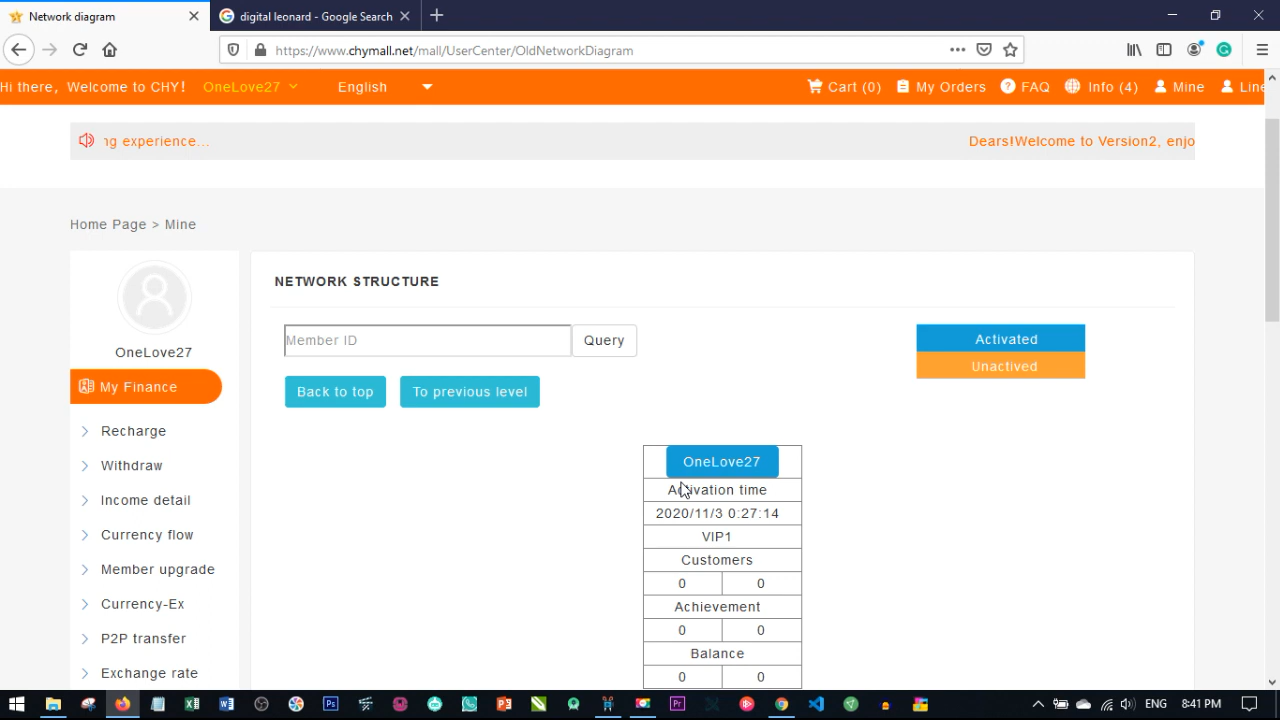 Network diagram
digital leonard - Google Search
https://www.chymall.net/mall/UserCenter/OldNetworkDiagram
Hi there, Welcome to CHY! OneLove27 English Cart (0) My Orders FAQ Info (4) Mine Line
ng experience... Dears!Welcome to Version2, enjo
Home Page > Mine
OneLove27
My Finance
Recharge
Withdraw
Income detail
Currency flow
Member upgrade
Currency-Ex
P2P transfer
Exchange rate
NETWORK STRUCTURE
Member ID Query
Activated
Unactived
Back to top To previous level
OneLove27
Activation time
2020/11/3 0:27:14
VIP1
Customers
0 0
Achievement
0 0
Balance
0 0
ENG 8:41 PM